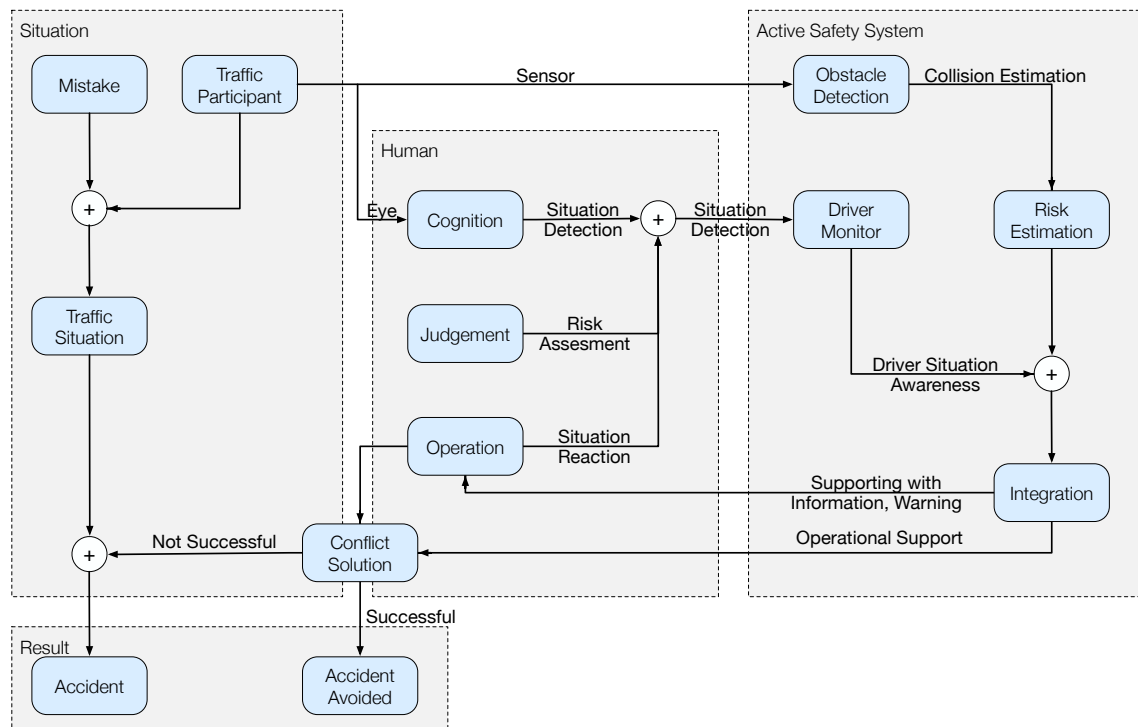 Situation
Active Safety System
Mistake
Traffic
Participant
Sensor
Obstacle
Detection
Collision Estimation
Human
+
Eye
Cognition
Situation
Detection
+
Situation
Detection
Driver
Monitor
Risk
Estimation
Traffic
Situation
Judgement
Risk
Assesment
Driver Situation
Awareness
+
Operation
Situation
Reaction
Supporting with
Information, Warning
Integration
+
Not Successful
Conflict
Solution
Operational Support
Successful
Result
Accident
Accident
Avoided